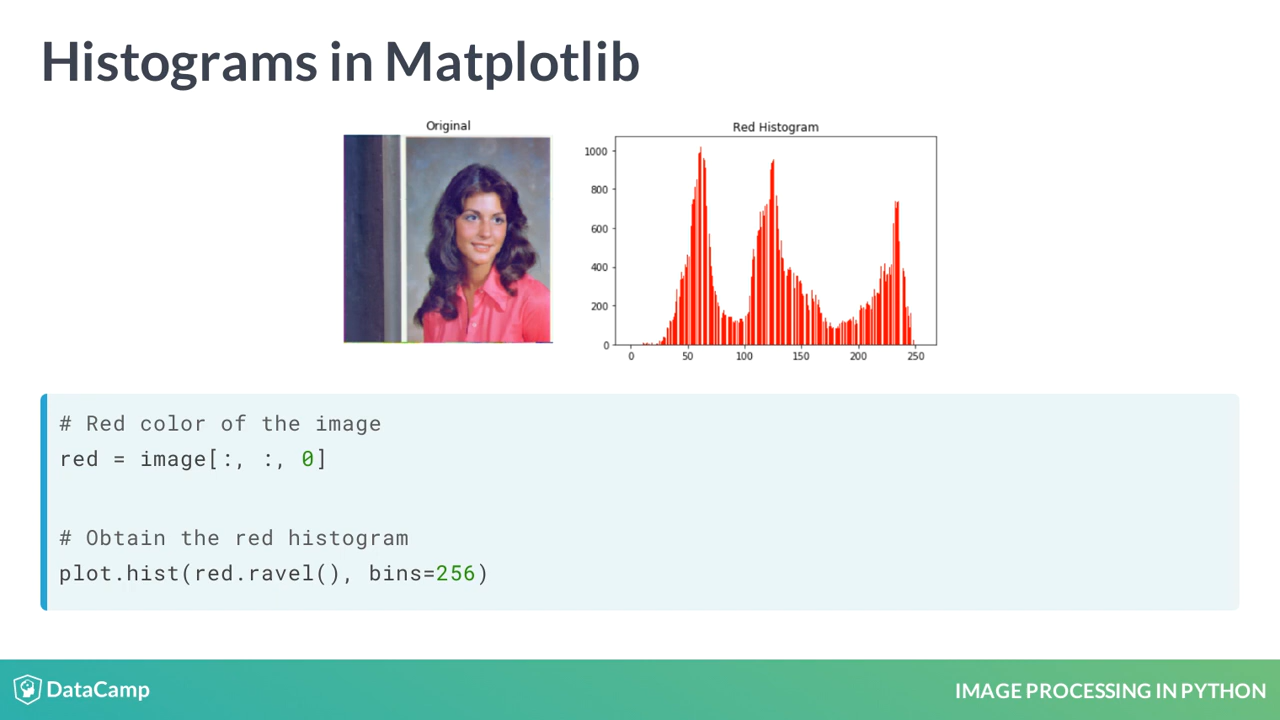 Histograms in Matplotlib
Original
Red Histogram
1000
800
600
400
200
0
0 50 100 150 200 250
# Red color of the image
red = image[:, :, 0]
# Obtain the red histogram
plot.hist(red.ravel(), bins=256)
DataCamp
IMAGE PROCESSING IN PYTHON